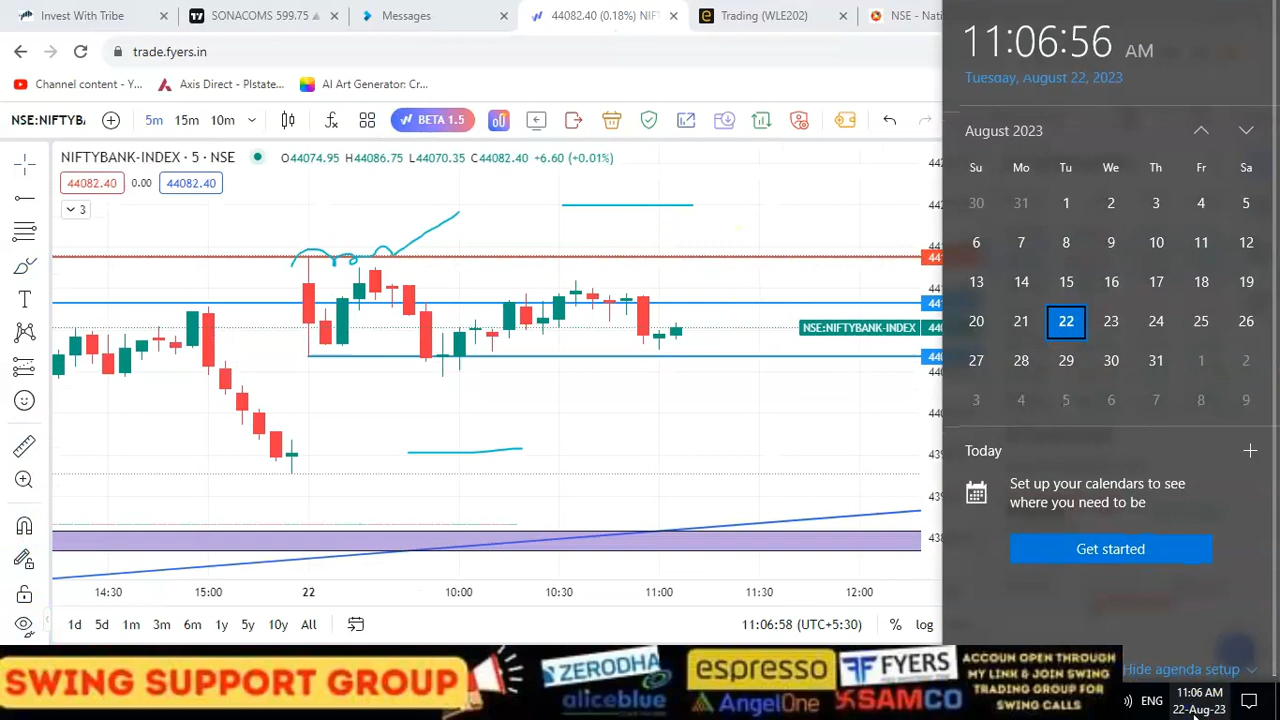 Invest With Tribe
SONACOMS 599.75
Messages
44082.40 (0.18%) NIF
Trading (WLE202)
NSE - Nati
trade.fyers.in
Channel content - Y...
Axis Direct - PIstate...
AI Art Generator: Cr...
NSE:NIFTYB
5m 15m 10m
BETA 1.5
NIFTYBANK-INDEX · 5 · NSE
O44074.95 H44086.75 L44070.35 C44082.40 +6.60 (+0.01%)
44082.40 0.00 44082.40
3
NSE:NIFTYBANK-INDEX
14:30 15:00 22 10:00 10:30 11:00 11:30 12:00
1d 5d 1m 3m 6m 1y 5y 10y All
11:06:58 (UTC+5:30) % log
11:06:56 AM
Tuesday, August 22, 2023
August 2023
Su Mo Tu We Th Fr Sa
30 31 1 2 3 4 5
6 7 8 9 10 11 12
13 14 15 16 17 18 19
20 21 22 23 24 25 26
27 28 29 30 31 1 2
3 4 5 6 7 8 9
Today
Set up your calendars to see
where you need to be
Get started
Hide agenda setup
SWING SUPPORT GROUP
ZERODHA
aliceblue
espresso
AngelOne
FYERS
SAMCO
ACCOUN OPEN THROUGH
MY LINK & JOIN SWING
TRADING GROUP FOR
SWING CALLS
ENG
11:06 AM
22-Aug-23